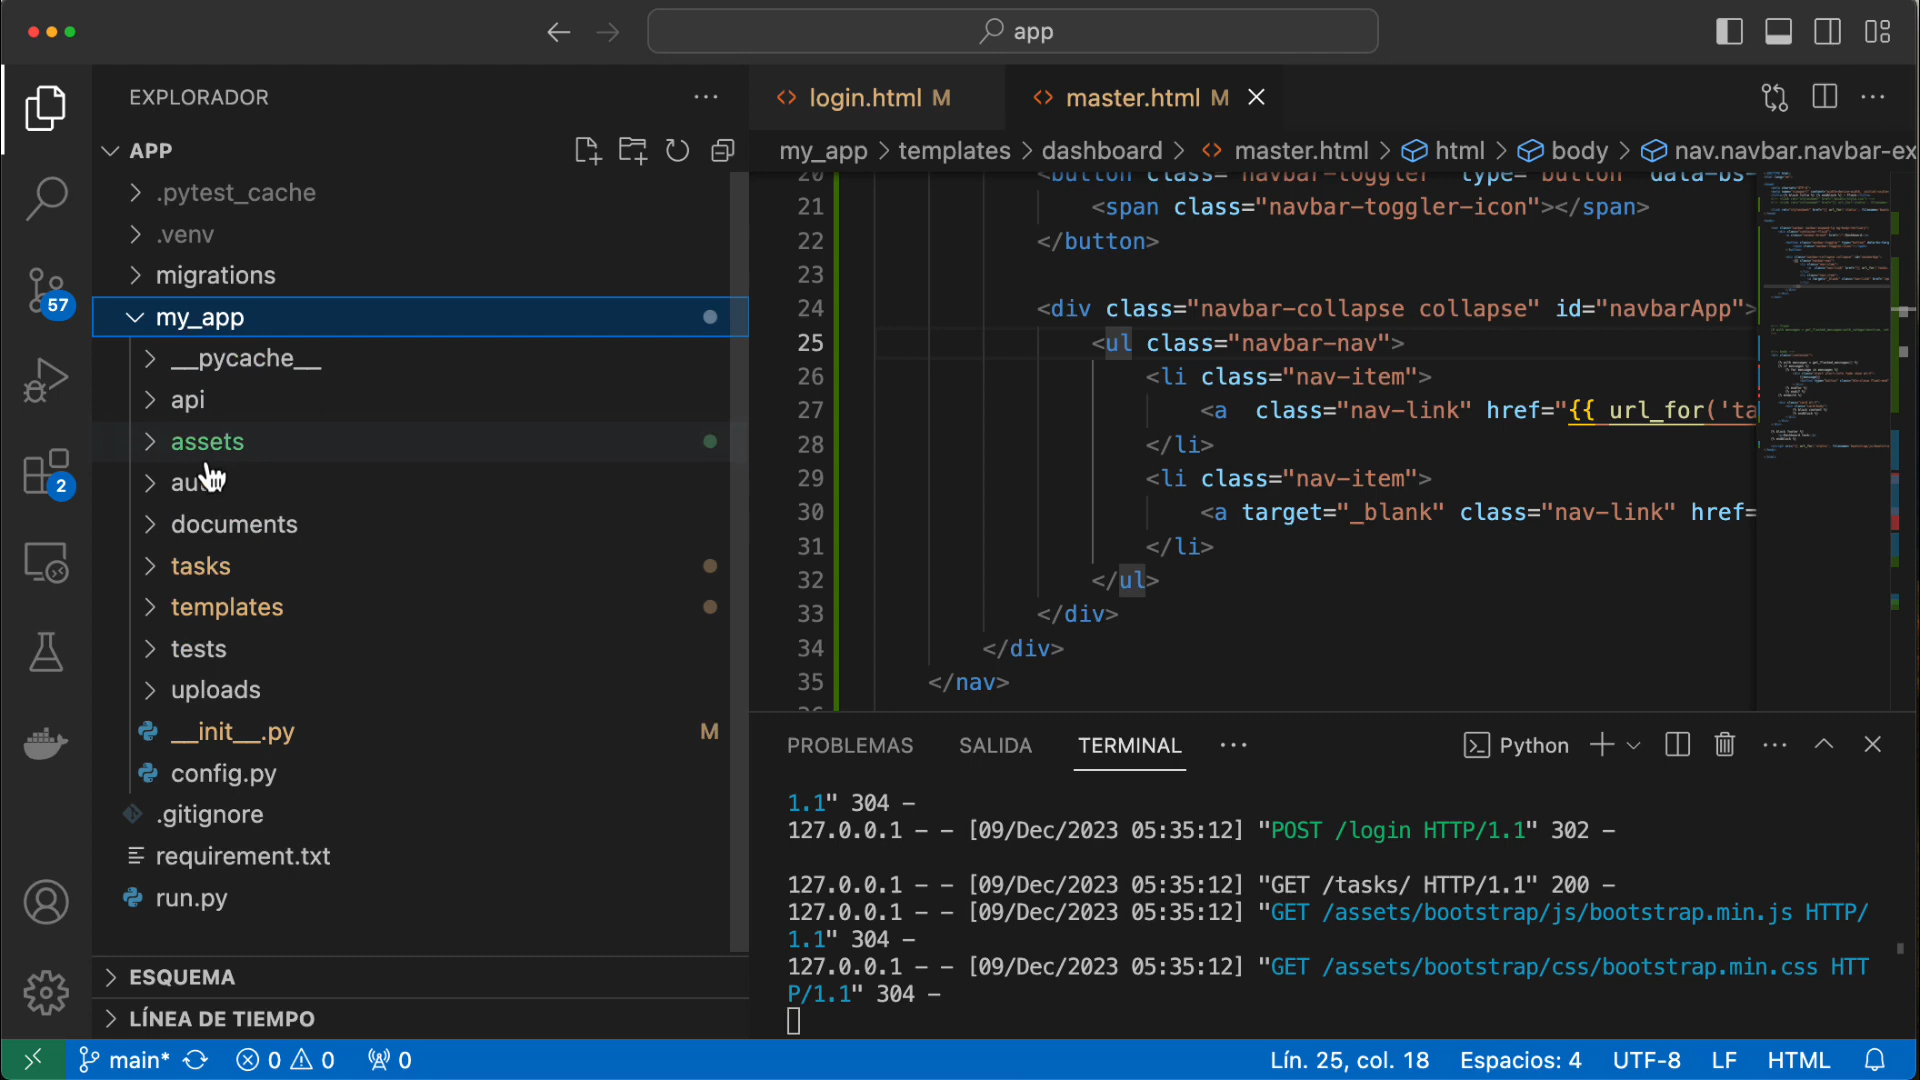 app
EXPLORADOR
login.html M
master.html M
APP
my_app > templates > dashboard > master.html > html > body > nav.navbar.navbar-ex
.pytest_cache
.venv
migrations
my_app
__pycache__
api
assets
documents
tasks
templates
tests
uploads
__init__.py M
config.py
.gitignore
requirement.txt
run.py
ESQUEMA
LÍNEA DE TIEMPO
57
2
20 <button class="navbar-toggler" type="button" data-bs-
21 <span class="navbar-toggler-icon"></span>
22 </button>
23
24 <div class="navbar-collapse collapse" id="navbarApp">
25 <ul class="navbar-nav">
26 <li class="nav-item">
27 <a  class="nav-link" href="{{ url_for('ta
28 </li>
29 <li class="nav-item">
30 <a target="_blank" class="nav-link" href=
31 </li>
32 </ul>
33 </div>
34 </div>
35 </nav>
PROBLEMAS SALIDA TERMINAL
Python
1.1" 304 -
127.0.0.1 - - [09/Dec/2023 05:35:12] "POST /login HTTP/1.1" 302 -
127.0.0.1 - - [09/Dec/2023 05:35:12] "GET /tasks/ HTTP/1.1" 200 -
127.0.0.1 - - [09/Dec/2023 05:35:12] "GET /assets/bootstrap/js/bootstrap.min.js HTTP/
1.1" 304 -
127.0.0.1 - - [09/Dec/2023 05:35:12] "GET /assets/bootstrap/css/bootstrap.min.css HTT
P/1.1" 304 -
main* 0 0 0
Lín. 25, col. 18 Espacios: 4 UTF-8 LF HTML